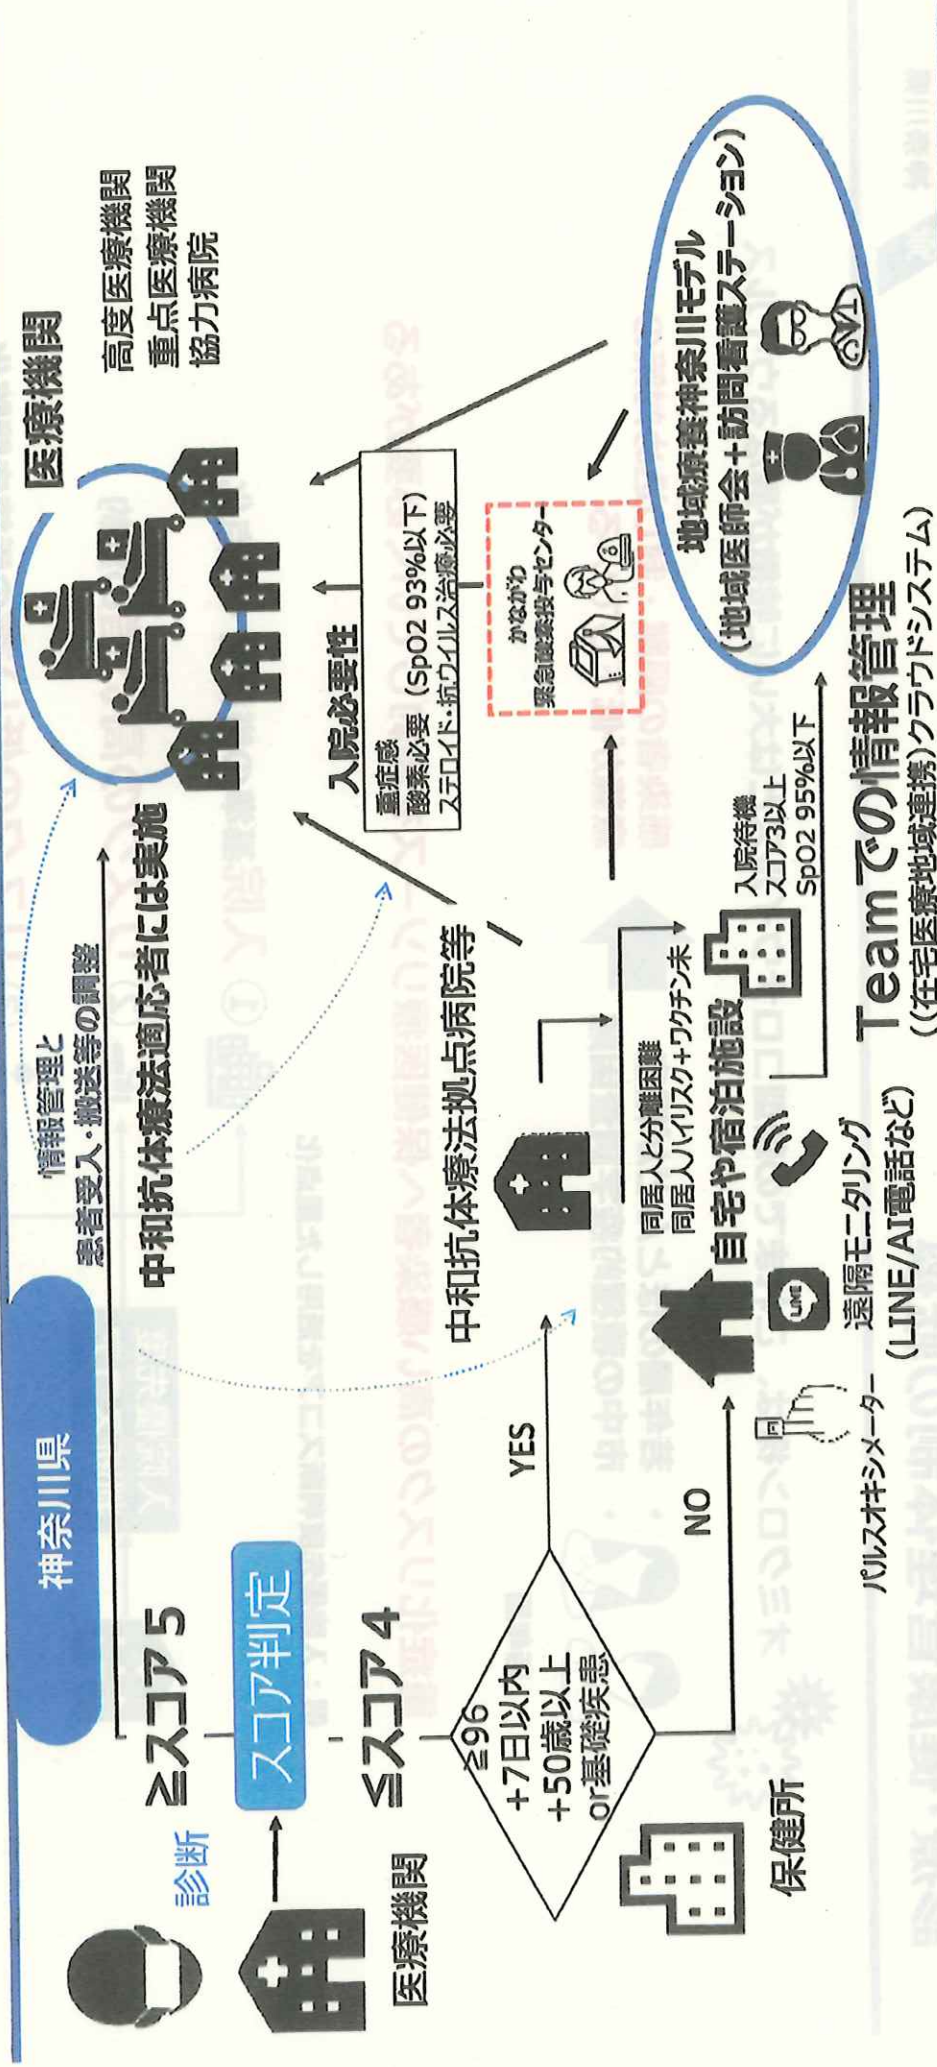 神奈川県
情報管理と
患者受入・搬送等の調整
医療機関
高度医療機関
重点医療機関
協力病院
診断
医療機関
≧スコア5
スコア判定
≦スコア4
中和抗体療法適応者には実施
入院必要性
重症感
酸素必要 (SpO2 93%以下)
ステロイド・抗ウイルス治療必要
≧96
+7日以内
+50歳以上
or基礎疾患
YES
NO
中和抗体療法拠点病院等
かながわ
緊急酸素投与センター
同居人と分離困難
同居人ハイリスク+ワクチン未
自宅や宿泊施設
入院待機
スコア3以上
SpO2 95%以下
地域療養神奈川モデル
(地域医師会+訪問看護ステーション)
保健所
パルスオキシメーター
LINE
遠隔モニタリング
(LINE/AI電話など)
Teamでの情報管理
((在宅医療地域連携)クラウドシステム)